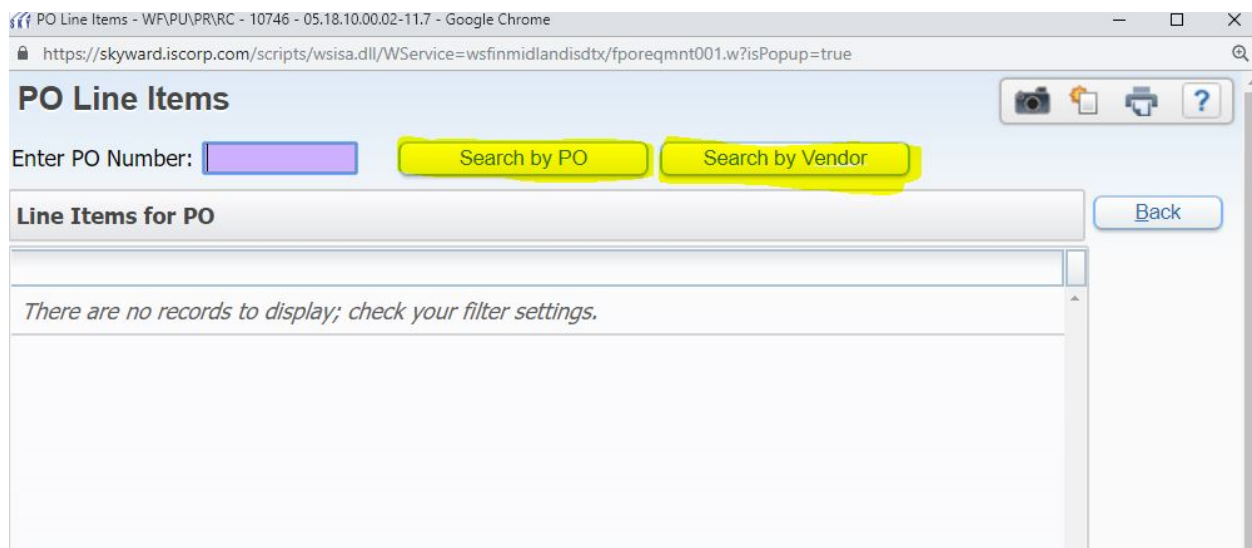 PO Line Items - WF\PU\PR\RC - 10746 - 05.18.10.00.02-11.7 - Google Chrome
https://skyward.iscorp.com/scripts/wsisa.dll/WService=wsfinmidlandisdtx/fporeqmnt001.w?isPopup=true
PO Line Items
?
Enter PO Number: Search by PO Search by Vendor
Line Items for PO Back
There are no records to display; check your filter settings.